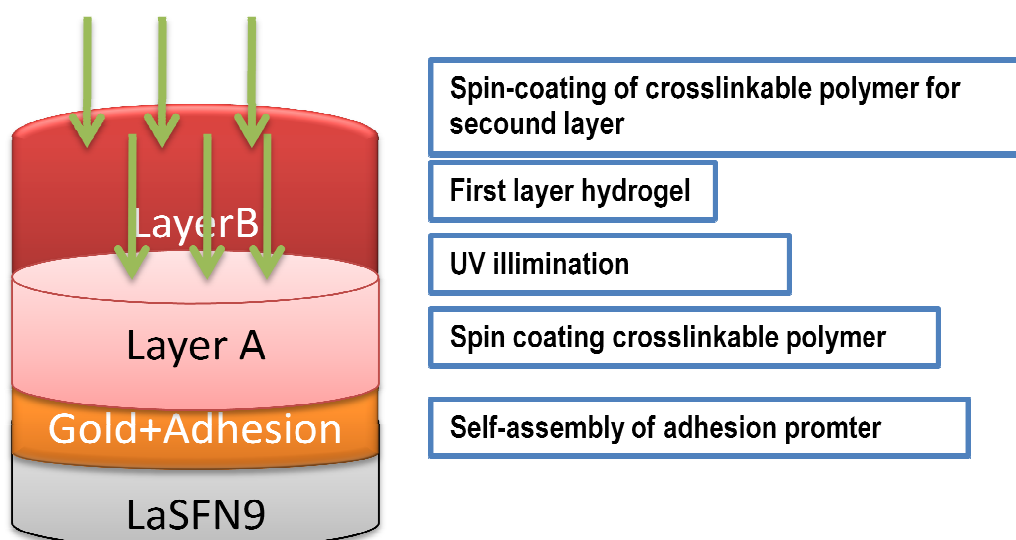 LayerB
Layer A
Gold+Adhesion
LaSFN9
Spin-coating of crosslinkable polymer for
secound layer
First layer hydrogel
UV illimination
Spin coating crosslinkable polymer
Self-assembly of adhesion promter